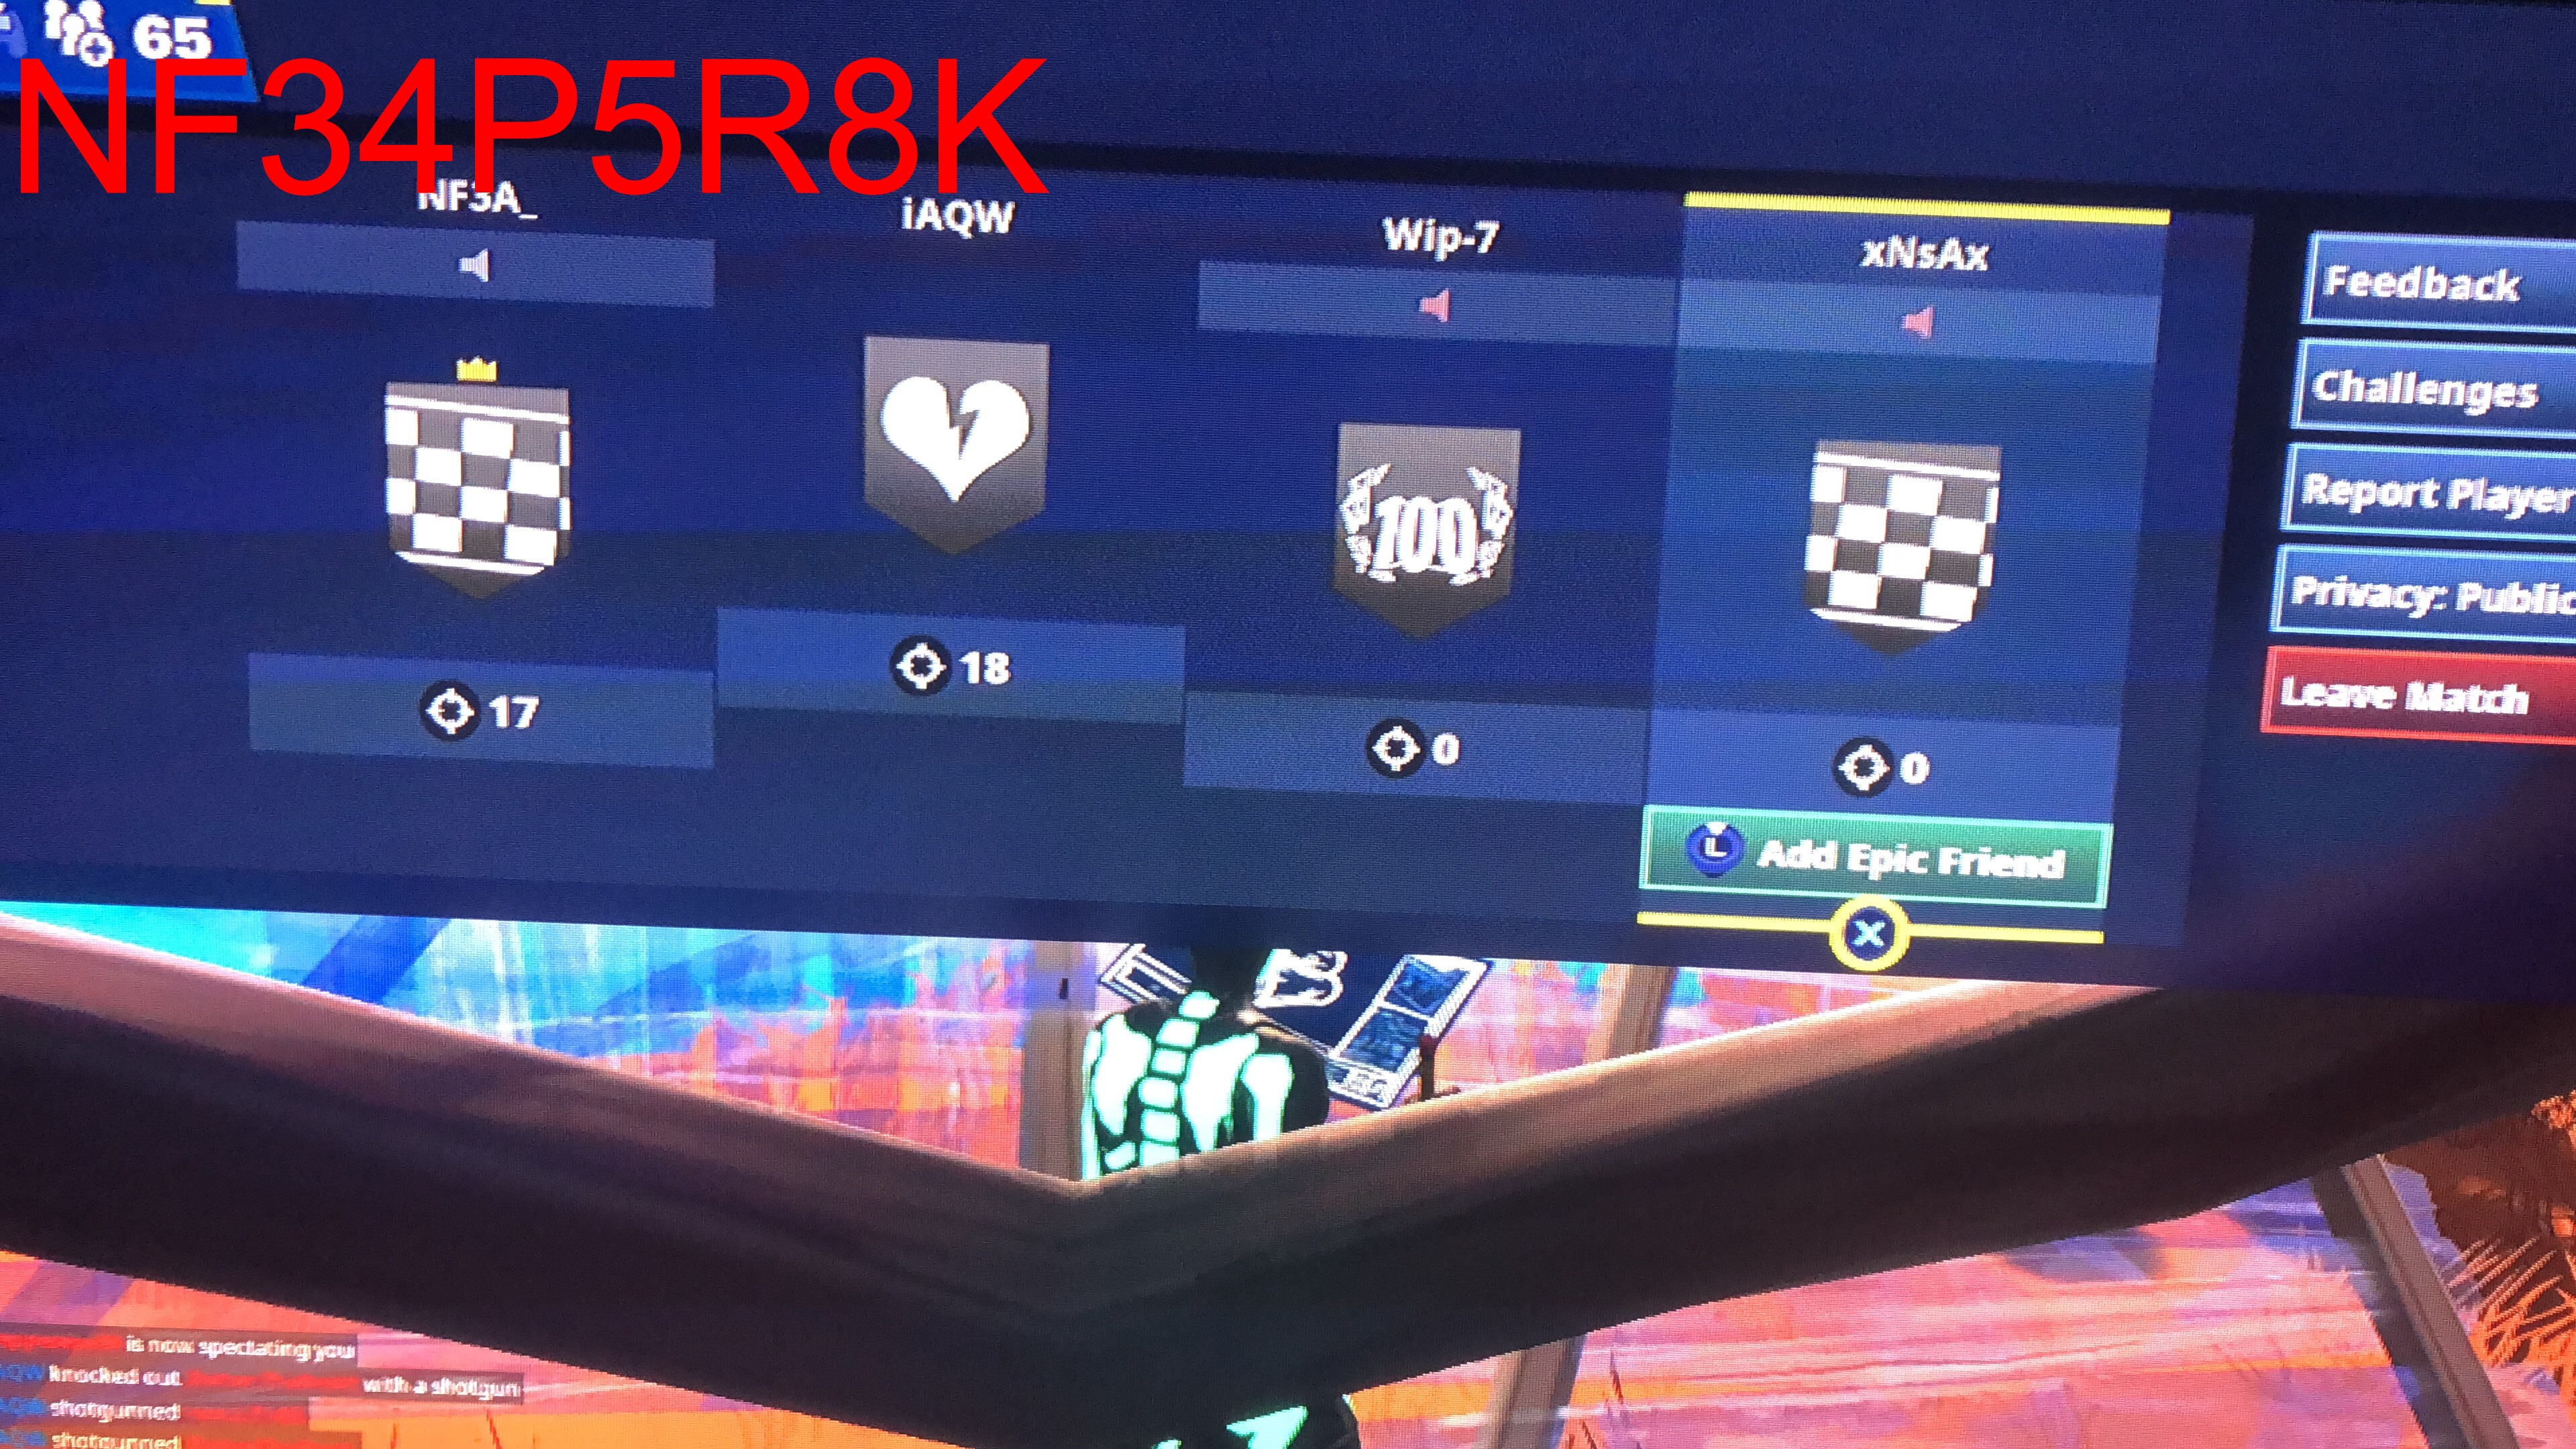 65
NF34P5R8K
NF3A_
iAQW
Wip-7
xNsAx
Feedback
Challenges
Report Player
Privacy: Public
Leave Match
100
17
18
0
0
L Add Epic Friend
X
is now spectating you
knocked out
with a shotgun
shotgunned
shotgunned